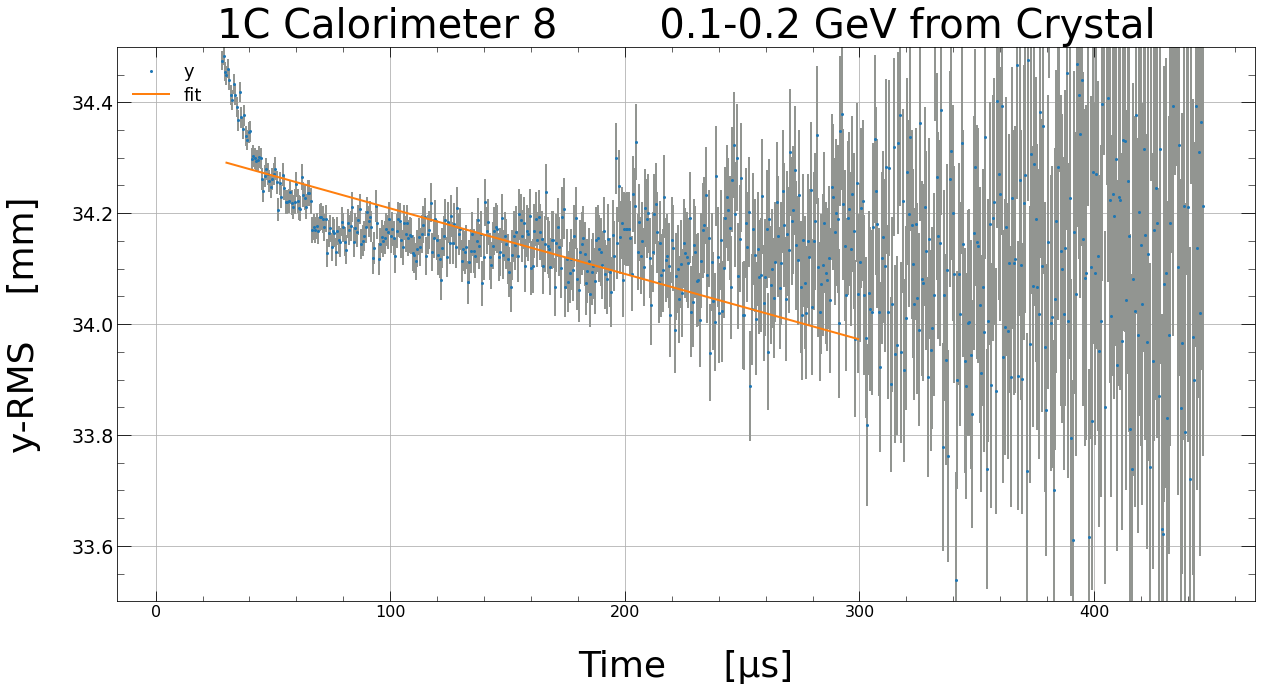 1C Calorimeter 8 0.1-0.2 GeV from Crystal
y
fit
34.4
34.2
34.0
33.8
33.6
y-RMS [mm]
0 100 200 300 400
Time [μs]